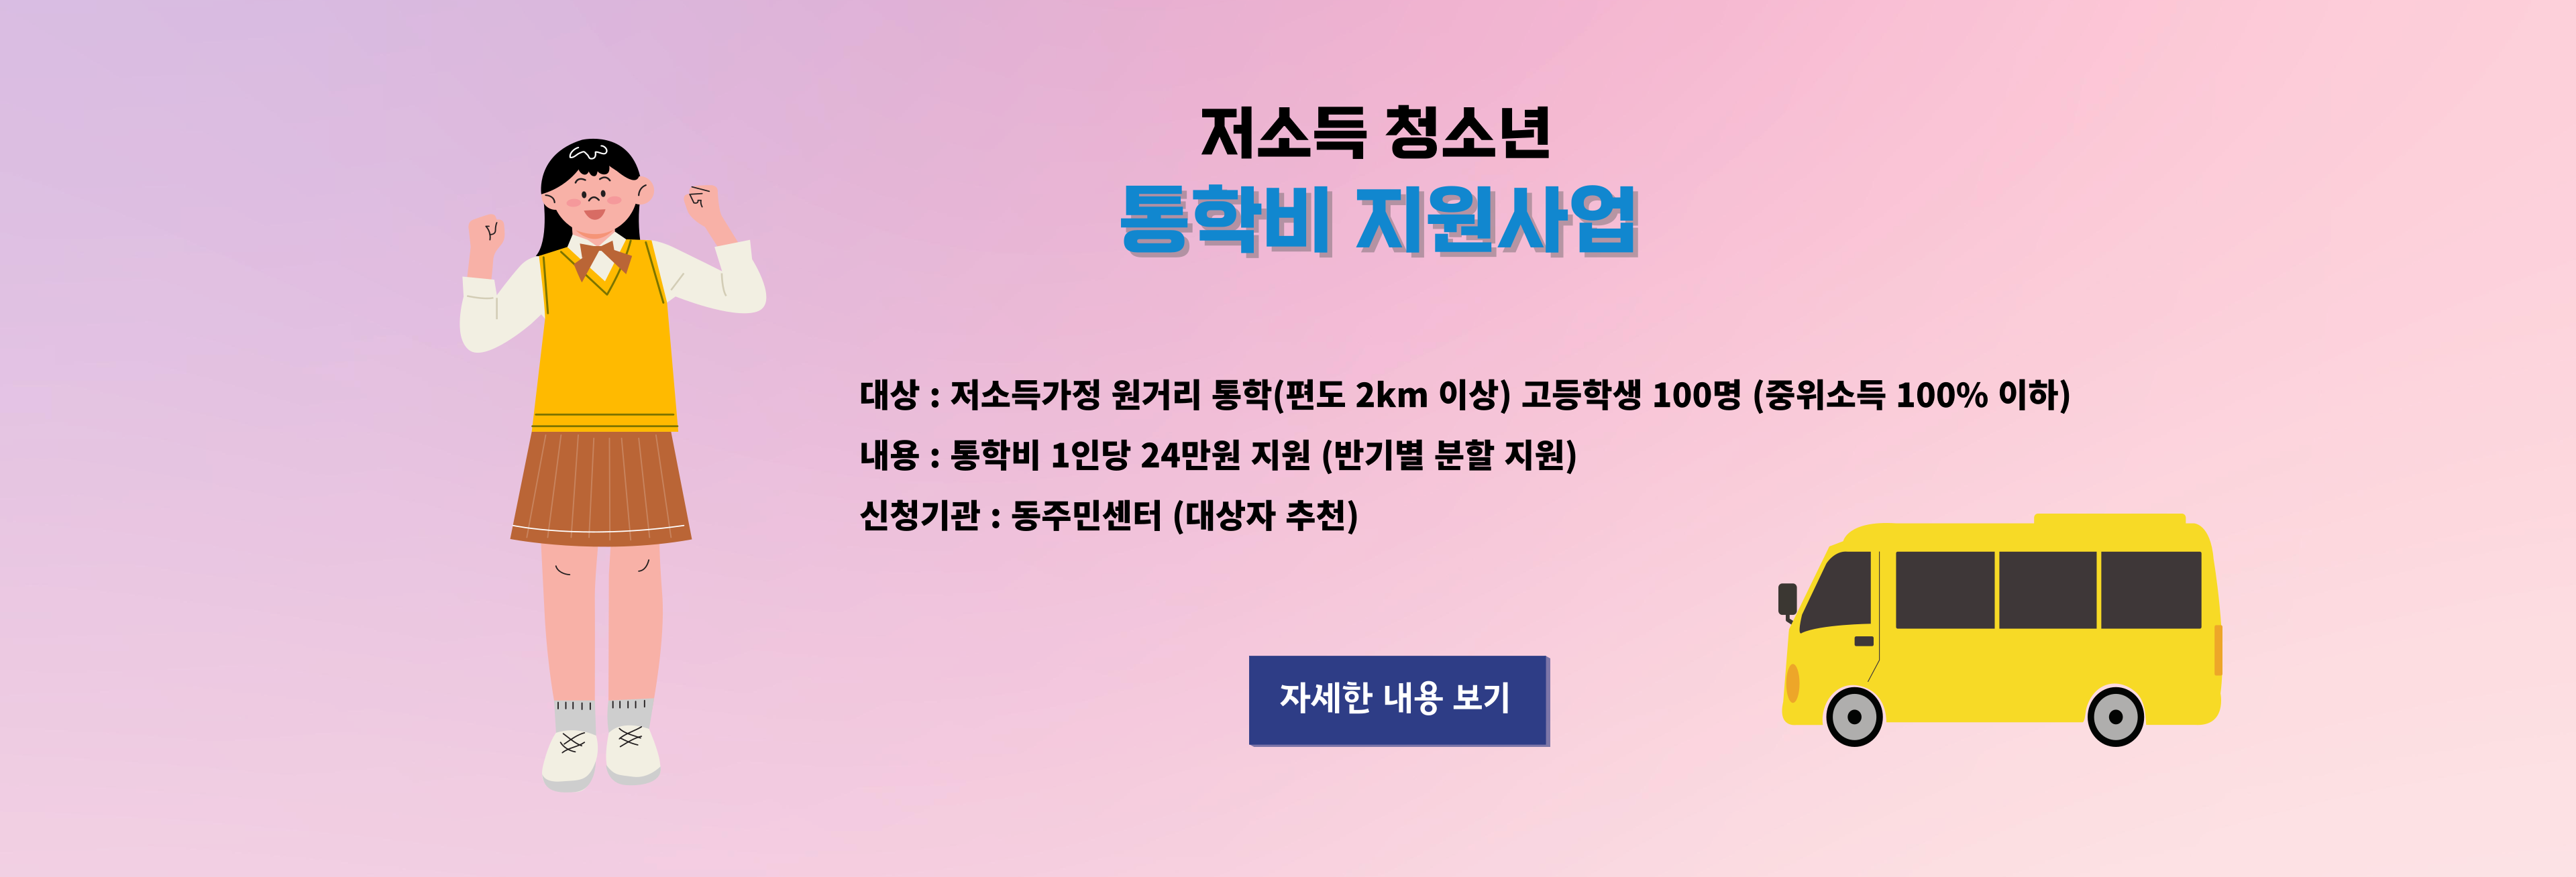 저소득 청소년
통학비 지원사업
대상 : 저소득가정 원거리 통학(편도 2km 이상) 고등학생 100명 (중위소득 100% 이하)
내용 : 통학비 1인당 24만원 지원 (반기별 분할 지원)
신청기관 : 동주민센터 (대상자 추천)
자세한 내용 보기